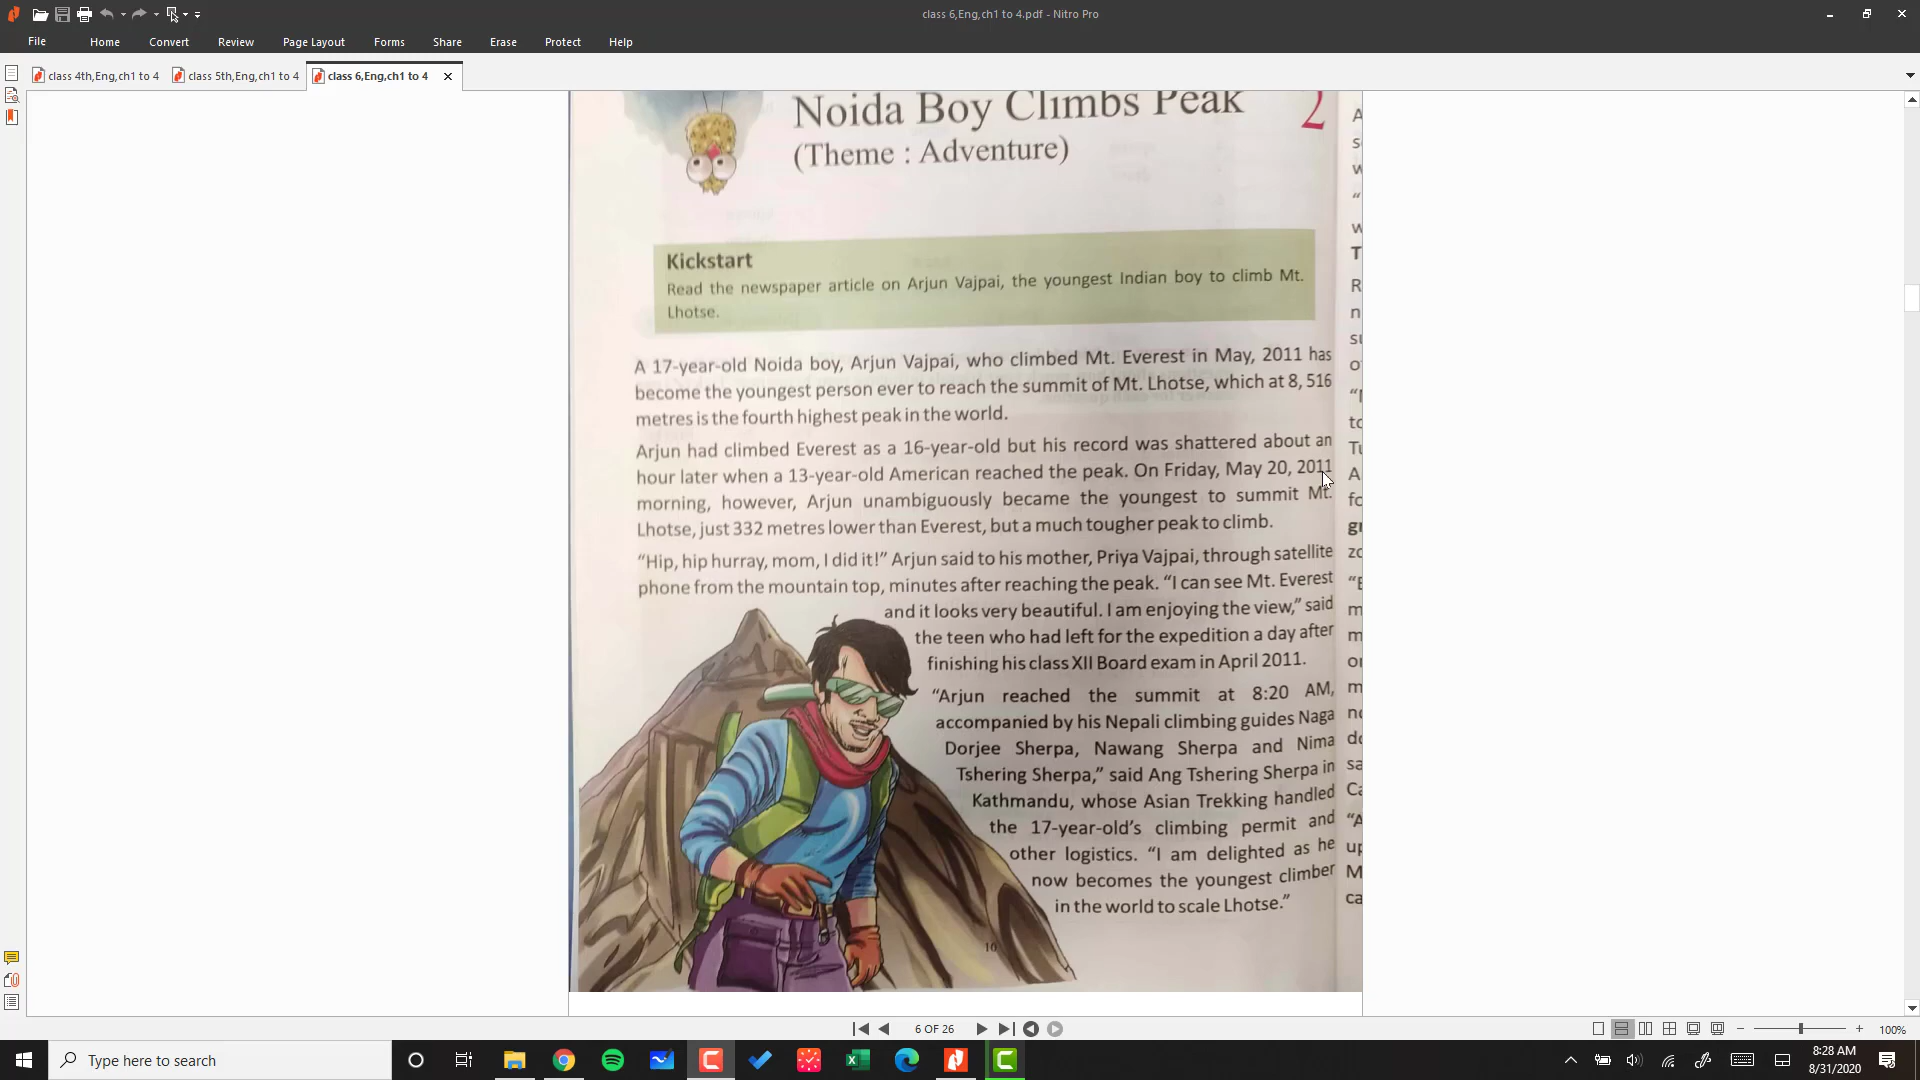 class 6,Eng,ch1 to 4.pdf - Nitro Pro
File Home Convert Review Page Layout Forms Share Erase Protect Help
class 4th,Eng,ch1 to 4 class 5th,Eng,ch1 to 4 class 6,Eng,ch1 to 4
Noida Boy Climbs Peak 2
(Theme : Adventure)
Kickstart
Read the newspaper article on Arjun Vajpai, the youngest Indian boy to climb Mt.
Lhotse.
A 17-year-old Noida boy, Arjun Vajpai, who climbed Mt. Everest in May, 2011 has
become the youngest person ever to reach the summit of Mt. Lhotse, which at 8, 516
metres is the fourth highest peak in the world.
Arjun had climbed Everest as a 16-year-old but his record was shattered about an
hour later when a 13-year-old American reached the peak. On Friday, May 20, 2011
morning, however, Arjun unambiguously became the youngest to summit Mt.
Lhotse, just 332 metres lower than Everest, but a much tougher peak to climb.
“Hip, hip hurray, mom, I did it!” Arjun said to his mother, Priya Vajpai, through satellite
phone from the mountain top, minutes after reaching the peak. “I can see Mt. Everest
and it looks very beautiful. I am enjoying the view,” said
the teen who had left for the expedition a day after
finishing his class XII Board exam in April 2011.
“Arjun reached the summit at 8:20 AM,
accompanied by his Nepali climbing guides Naga
Dorjee Sherpa, Nawang Sherpa and Nima
Tshering Sherpa,” said Ang Tshering Sherpa in
Kathmandu, whose Asian Trekking handled
the 17-year-old’s climbing permit and
other logistics. “I am delighted as he
now becomes the youngest climber
in the world to scale Lhotse.”
10
6 OF 26
100%
Type here to search
8:28 AM
8/31/2020